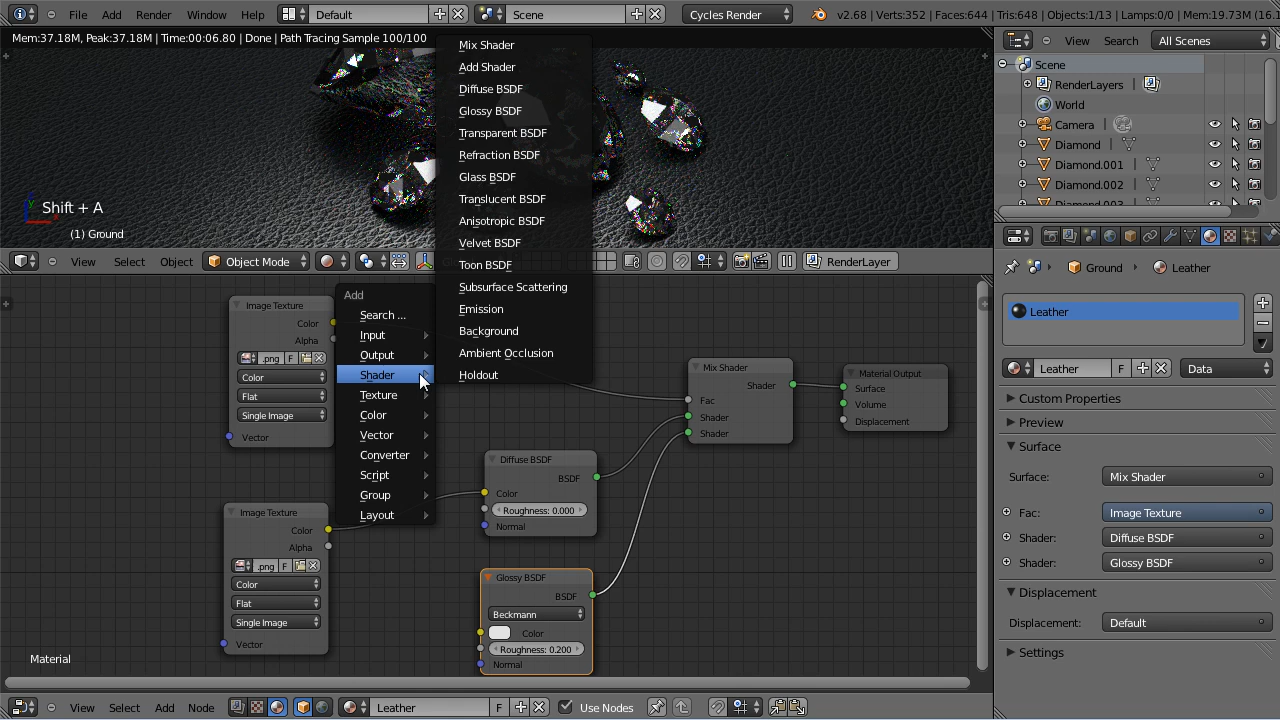 File Add Render Window Help Default Scene Cycles Render v2.68 | Verts:352 | Faces:644 | Tris:648 | Objects:1/13 | Lamps:0/0 | Mem:19.73M (16.1
Mem:37.18M, Peak:37.18M | Time:00:06.80 | Done | Path Tracing Sample 100/100
Shift + A
(1) Ground
View Select Object Object Mode RenderLayer
Mix Shader
Add Shader
Diffuse BSDF
Glossy BSDF
Transparent BSDF
Refraction BSDF
Glass BSDF
Translucent BSDF
Anisotropic BSDF
Velvet BSDF
Toon BSDF
Subsurface Scattering
Emission
Background
Ambient Occlusion
Holdout
Add
Search ...
Input
Output
Shader
Texture
Color
Vector
Converter
Script
Group
Layout
Image Texture
Color
Alpha
.png F
Color
Flat
Single Image
Vector
Image Texture
Color
Alpha
.png F
Color
Flat
Single Image
Vector
Diffuse BSDF
BSDF
Color
Roughness: 0.000
Normal
Glossy BSDF
BSDF
Beckmann
Color
Roughness: 0.200
Normal
Mix Shader
Shader
Fac
Shader
Shader
Material Output
Surface
Volume
Displacement
Material
View Select Add Node Leather F Use Nodes
View Search All Scenes
Scene
RenderLayers |
World
Camera |
Diamond |
Diamond.001 |
Diamond.002 |
Ground Leather
Leather
Leather F Data
Custom Properties
Preview
Surface
Surface: Mix Shader
Fac: Image Texture
Shader: Diffuse BSDF
Shader: Glossy BSDF
Displacement
Displacement: Default
Settings